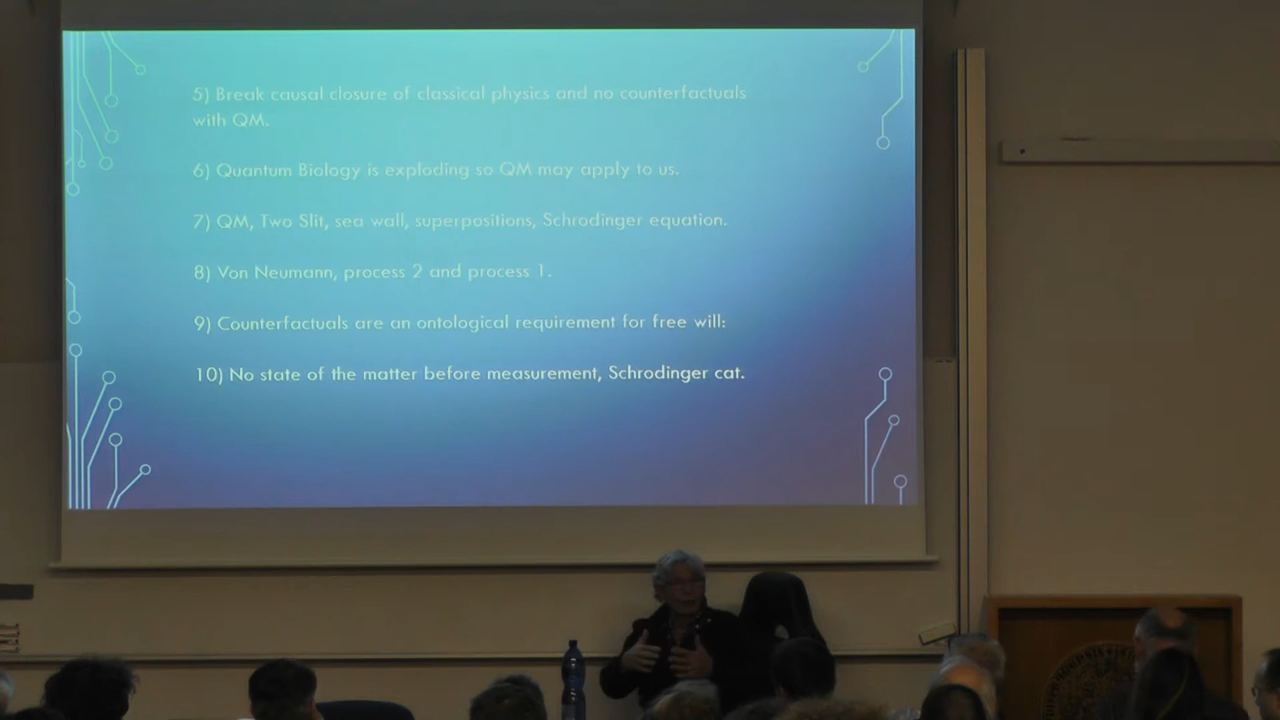 5) Break causal closure of classical physics and no counterfactuals
with QM.
6) Quantum Biology is exploding so QM may apply to us.
7) QM, Two Slit, sea wall, superpositions, Schrodinger equation.
8) Von Neumann, process 2 and process 1.
9) Counterfactuals are an ontological requirement for free will:
10) No state of the matter before measurement, Schrodinger cat.